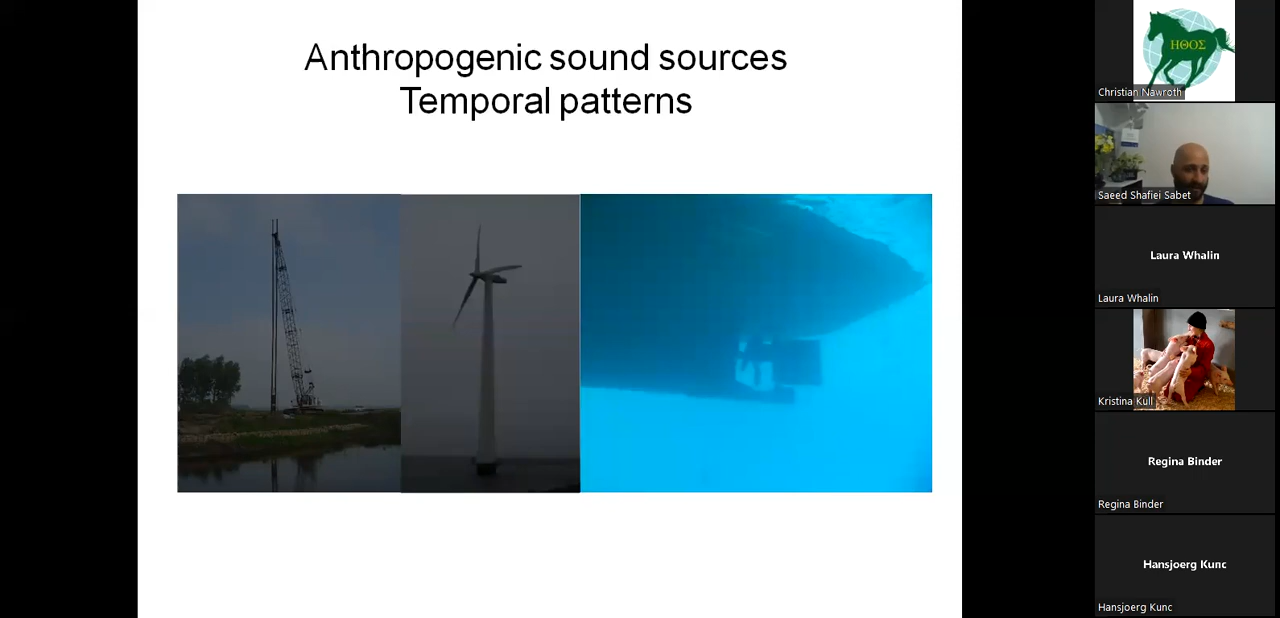 Anthropogenic sound sources
Temporal patterns
ΗΘΟΣ
Christian Nawroth
Saeed Shafiei Sabet
Laura Whalin
Laura Whalin
Kristina Kull
Regina Binder
Regina Binder
Hansjoerg Kunc
Hansjoerg Kunc